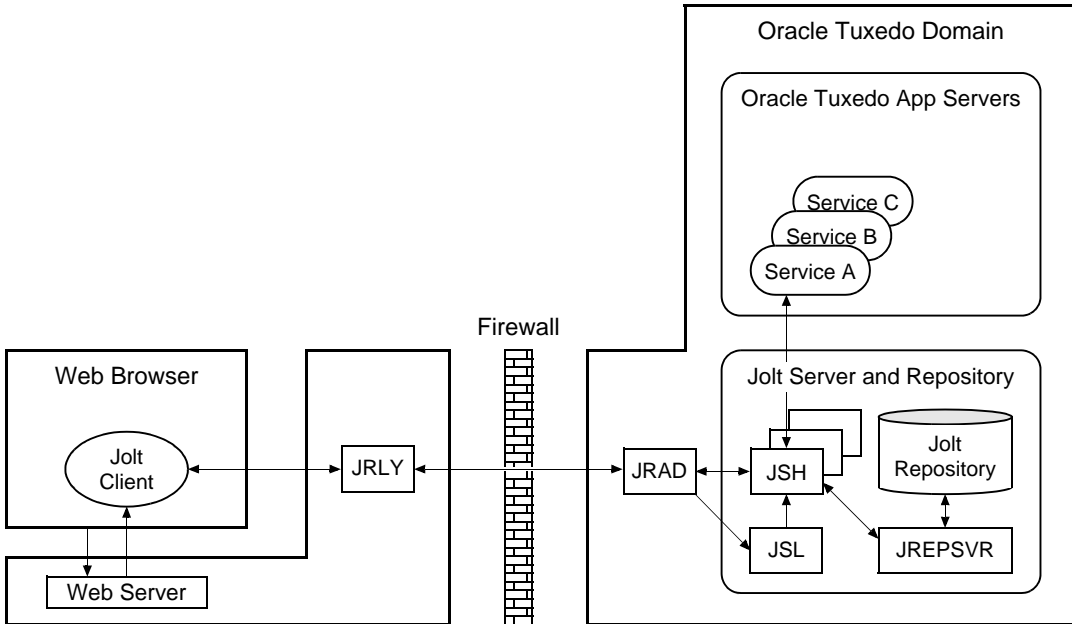 Oracle Tuxedo Domain
Oracle Tuxedo App Servers
Service C
Service B
Service A
Firewall
Web Browser
Jolt Server and Repository
Jolt
Client
JRLY
JRAD
JSH
Jolt
Repository
JSL
JREPSVR
Web Server